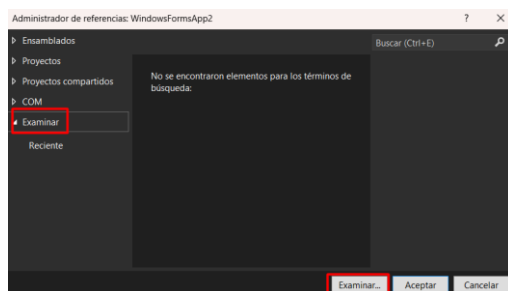 Administrador de referencias: WindowsFormsApp2
? ×
Ensamblados
Buscar (Ctrl+E)
Proyectos
Proyectos compartidos
No se encontraron elementos para los términos de
búsqueda:
COM
Examinar
Reciente
Examinar... Aceptar Cancelar